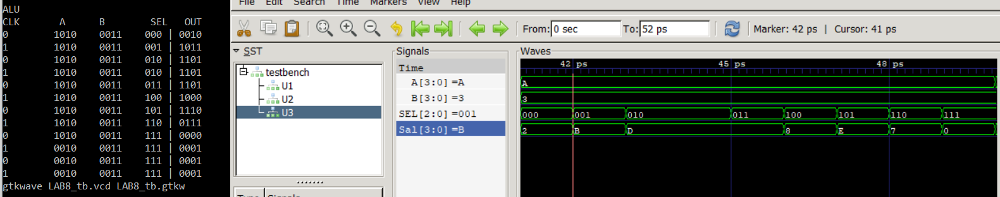 ALU
CLK A B SEL OUT
0 1010 0011 000 | 0010
1 1010 0011 001 | 1011
0 1010 0011 010 | 1101
1 1010 0011 010 | 1101
0 1010 0011 011 | 1101
1 1010 0011 100 | 1000
0 1010 0011 101 | 1110
1 1010 0011 110 | 0111
0 1010 0011 111 | 0000
1 0010 0011 111 | 0001
0 0010 0011 111 | 0001
1 0010 0011 111 | 0001
gtkwave LAB8_tb.vcd LAB8_tb.gtkw
File Edit Search Time Markers View Help
From: 0 sec To: 52 ps Marker: 42 ps | Cursor: 41 ps
SST
testbench
U1
U2
U3
Type Signals
Signals
Time
A[3:0] =A
B[3:0] =3
SEL[2:0] =001
Sal[3:0] =B
Waves
42 ps 45 ps 48 ps
A
3
000 001 010 011 100 101 110 111
2 B D 8 E 7 0